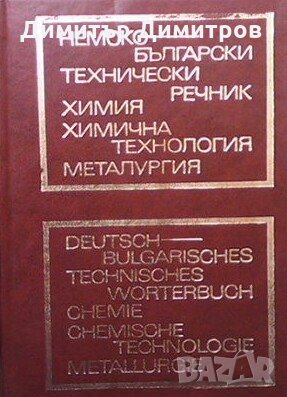 Димитър Димитров
НЕМСКО-
БЪЛГАРСКИ
ТЕХНИЧЕСКИ
РЕЧНИК
ХИМИЯ
ХИМИЧНА
ТЕХНОЛОГИЯ
МЕТАЛУРГИЯ
DEUTSCH—
BULGARISCHES
TECHNISCHES
WÖRTERBUCH
CHEMIE
CHEMISCHE
TECHNOLOGIE
METALLURGIE
BAZAR